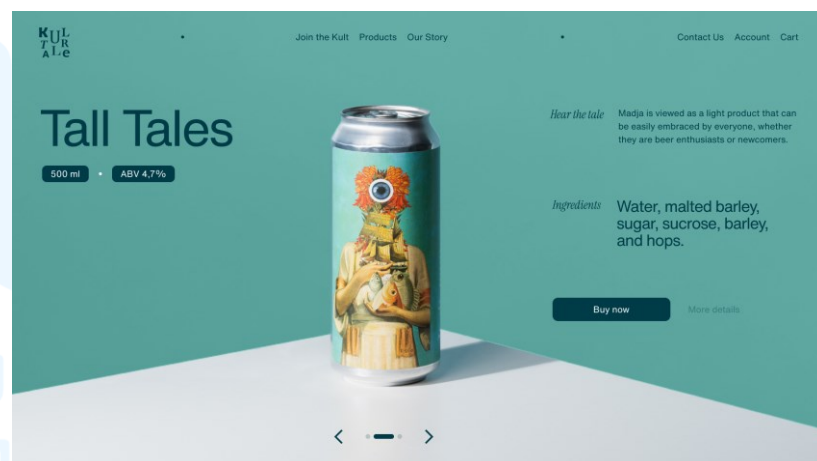 KUL
TUR
ALe
Join the Kult Products Our Story
Contact Us Account Cart
Tall Tales
500 ml • ABV 4,7%
Hear the tale
Madja is viewed as a light product that can
be easily embraced by everyone, whether
they are beer enthusiasts or newcomers.
Ingredients
Water, malted barley,
sugar, sucrose, barley,
and hops.
Buy now
More details